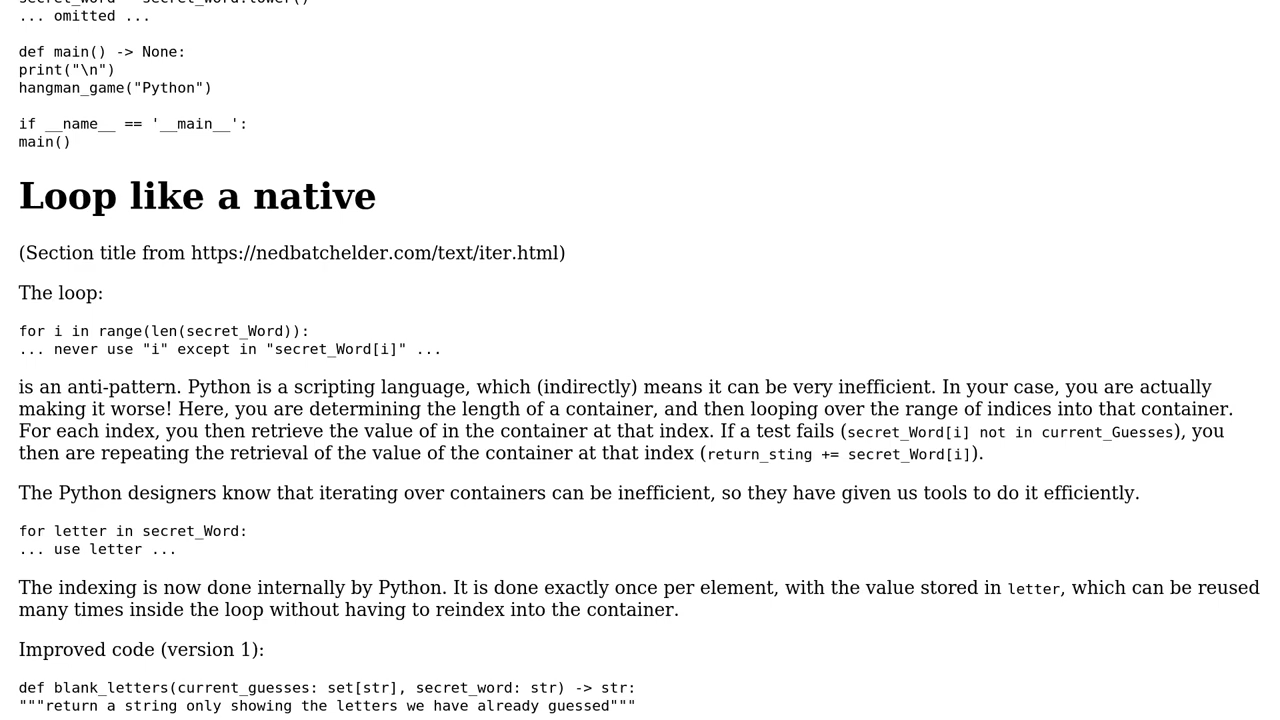 secret_word = secret_word.lower()
... omitted ...
def main() -> None:
print("\n")
hangman_game("Python")
if __name__ == '__main__':
main()
Loop like a native
(Section title from https://nedbatchelder.com/text/iter.html)
The loop:
for i in range(len(secret_Word)):
... never use "i" except in "secret_Word[i]" ...
is an anti-pattern. Python is a scripting language, which (indirectly) means it can be very inefficient. In your case, you are actually
making it worse! Here, you are determining the length of a container, and then looping over the range of indices into that container.
For each index, you then retrieve the value of in the container at that index. If a test fails (secret_Word[i] not in current_Guesses), you
then are repeating the retrieval of the value of the container at that index (return_sting += secret_Word[i]).
The Python designers know that iterating over containers can be inefficient, so they have given us tools to do it efficiently.
for letter in secret_Word:
... use letter ...
The indexing is now done internally by Python. It is done exactly once per element, with the value stored in letter, which can be reused
many times inside the loop without having to reindex into the container.
Improved code (version 1):
def blank_letters(current_guesses: set[str], secret_word: str) -> str:
"""return a string only showing the letters we have already guessed"""